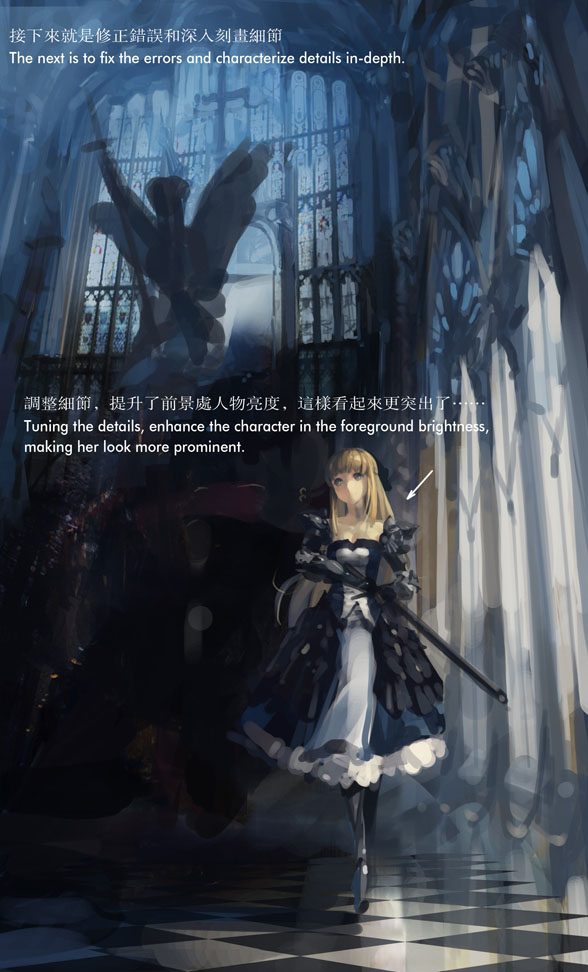 接下來就是修正錯誤和深入刻畫細節
The next is to fix the errors and characterize details in-depth.
調整細節，提升了前景處人物亮度，這樣看起來更突出了……
Tuning the details, enhance the character in the foreground brightness,
making her look more prominent.